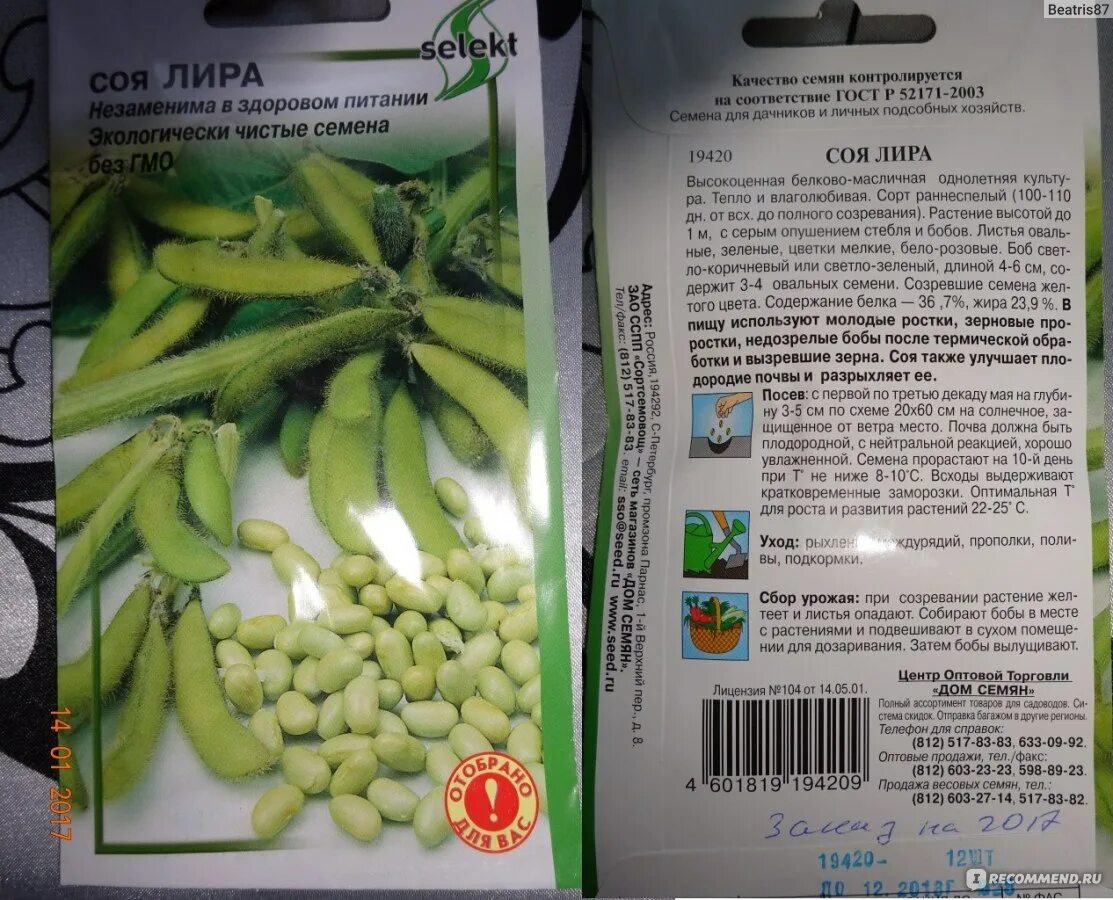 selekt
СОЯ ЛИРА
Незаменима в здоровом питании
Экологически чистые семена
без ГМО
ОТОБРАНО
!
ДЛЯ ВАС
14 01 2017
Beatris87
Качество семян контролируется
на соответствие ГОСТ Р 52171-2003
Семена для дачников и личных подсобных хозяйств.
19420 СОЯ ЛИРА
Высокоценная белково-масличная однолетняя культу-
ра. Тепло и влаголюбивая. Сорт раннеспелый (100-110
дн. от всх. до полного созревания). Растение высотой до
1 м, с серым опушением стебля и бобов. Листья оваль-
ные, зеленые, цветки мелкие, бело-розовые. Боб свет-
ло-коричневый или светло-зеленый, длиной 4-6 см, со-
держит 3-4 овальных семени. Созревшие семена жел-
того цвета. Содержание белка — 36 ,7%, жира 23,9 %. В
пищу используют молодые ростки, зерновые про-
ростки, недозрелые бобы после термической обра-
ботки и вызревшие зерна. Соя также улучшает пло-
дородие почвы и разрыхляет ее.
Посев: с первой по третью декаду мая на глуби-
ну 3-5 см по схеме 20х60 см на солнечное, за-
щищенное от ветра место. Почва должна быть
плодородной, с нейтральной реакцией, хорошо
увлажненной. Семена прорастают на 10-й день
при Т° не ниже 8-10°С. Всходы выдерживают
кратковременные заморозки. Оптимальная Т°
для роста и развития растений 22-25° С.
Уход: рыхление междурядий, прополки, поли-
вы, подкормки.
Сбор урожая: при созревании растение жел-
теет и листья опадают. Собирают бобы в месте
с растениями и подвешивают в сухом помеще-
нии для дозаривания. Затем бобы вылущивают.
Адрес: Россия,194292, С-Петербург, промзона Парнас, 1-й Верхний пер., д. 8.
ЗАО ССПП "Сортсемовощ" — сеть магазинов "ДОМ СЕМЯН".
Тел/факс: (812) 517-83-83. email: sso@seed.ru www.seed.ru
Лицензия №104 от 14.05.01.
4 601819 194209
Центр Оптовой Торговли
"ДОМ СЕМЯН"
Полный ассортимент товаров для садоводов. Си-
стема скидок. Отправка багажом в другие регионы.
Телефон для справок:
(812) 517-83-83, 633-09-92.
Оптовые продажи, тел./факс:
(812) 603-23-23, 598-89-23.
Продажа весовых семян, тел.:
(812) 603-27-14, 517-83-82.
Заказ на 2017
19420- 12ШТ
ДО 12.2018Г
IRECOMMEND.RU